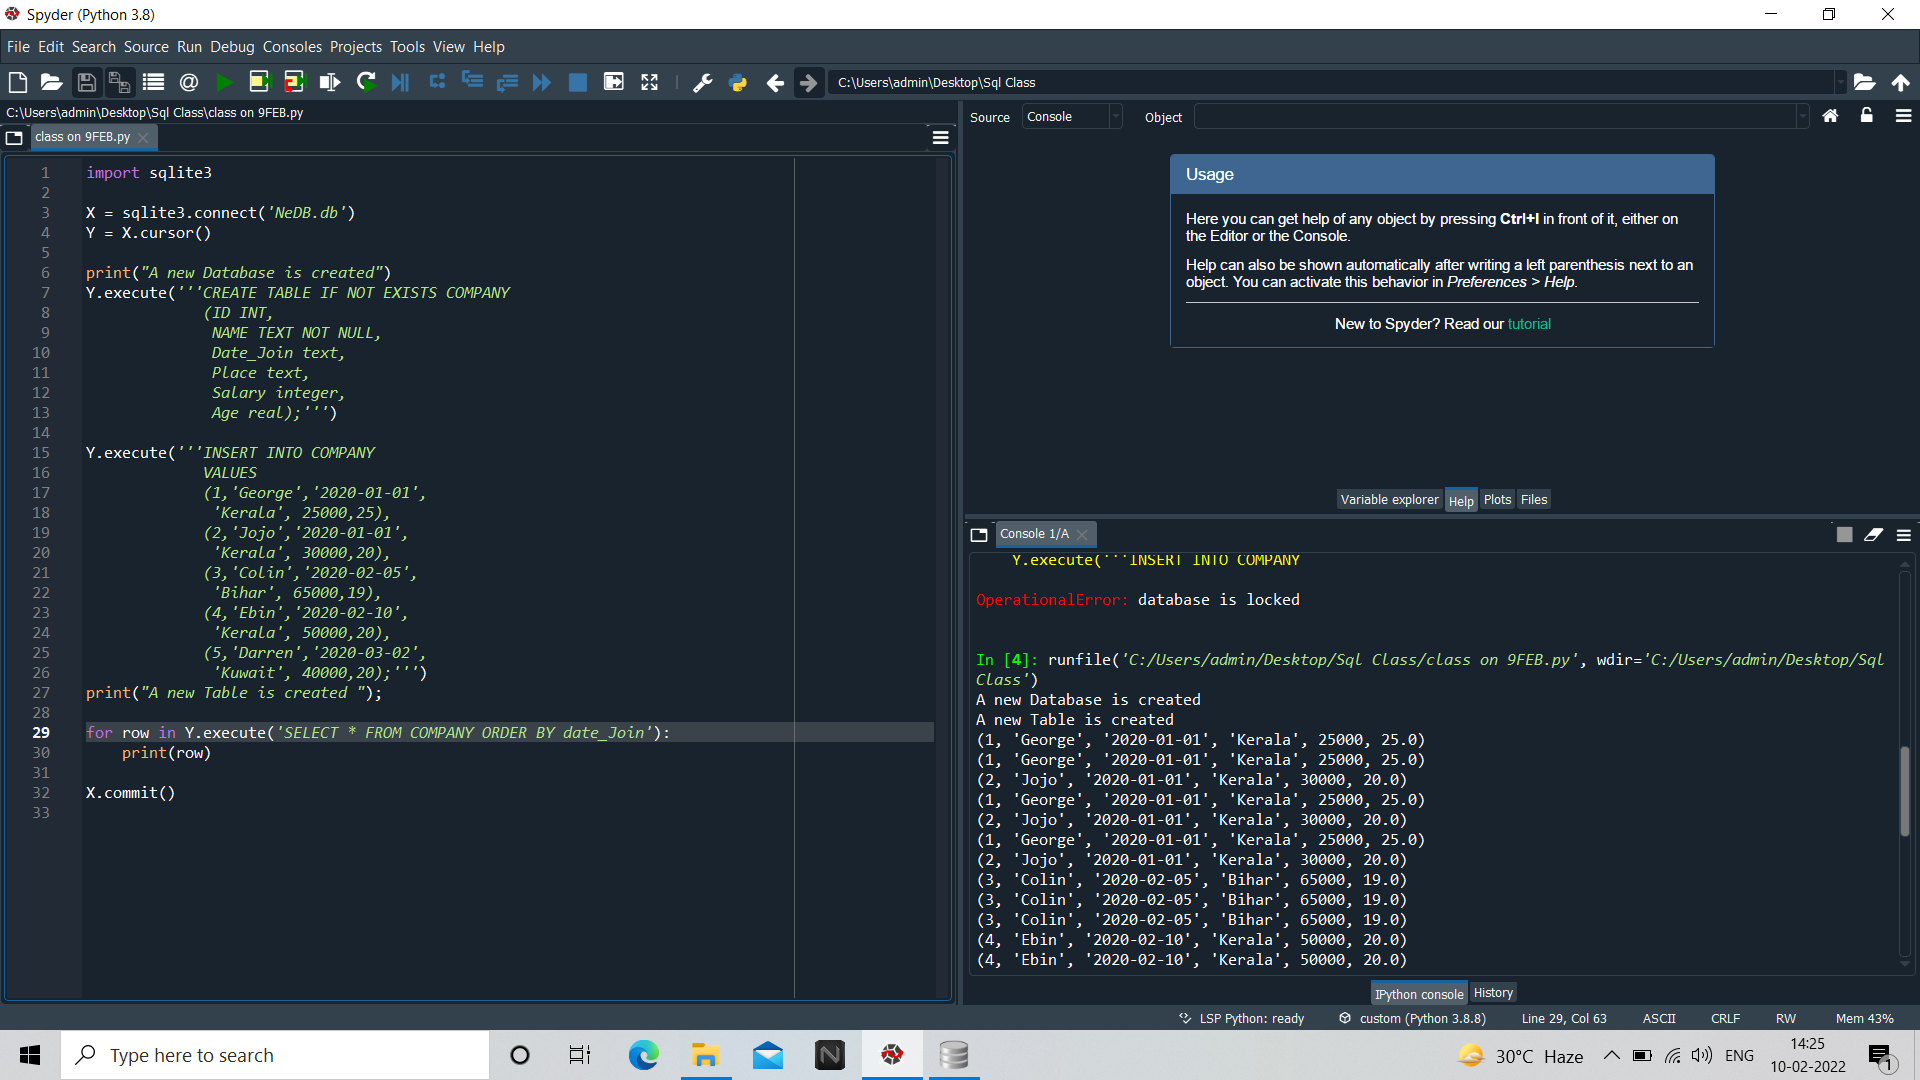 Spyder (Python 3.8)
File Edit Search Source Run Debug Consoles Projects Tools View Help
C:\Users\admin\Desktop\Sql Class
C:\Users\admin\Desktop\Sql Class\class on 9FEB.py
class on 9FEB.py
1 import sqlite3
2
3 X = sqlite3.connect('NeDB.db')
4 Y = X.cursor()
5
6 print("A new Database is created")
7 Y.execute('''CREATE TABLE IF NOT EXISTS COMPANY
8 (ID INT,
9 NAME TEXT NOT NULL,
10 Date_Join text,
11 Place text,
12 Salary integer,
13 Age real);''')
14
15 Y.execute('''INSERT INTO COMPANY
16 VALUES
17 (1,'George','2020-01-01',
18 'Kerala', 25000,25),
19 (2,'Jojo','2020-01-01',
20 'Kerala', 30000,20),
21 (3,'Colin','2020-02-05',
22 'Bihar', 65000,19),
23 (4,'Ebin','2020-02-10',
24 'Kerala', 50000,20),
25 (5,'Darren','2020-03-02',
26 'Kuwait', 40000,20);''')
27 print("A new Table is created ");
28
29 for row in Y.execute('SELECT * FROM COMPANY ORDER BY date_Join'):
30 print(row)
31
32 X.commit()
33
Source Console Object
Usage
Here you can get help of any object by pressing Ctrl+I in front of it, either on
the Editor or the Console.
Help can also be shown automatically after writing a left parenthesis next to an
object. You can activate this behavior in Preferences > Help.
New to Spyder? Read our tutorial
Variable explorer Help Plots Files
Console 1/A
Y.execute('''INSERT INTO COMPANY
OperationalError: database is locked
In [4]: runfile('C:/Users/admin/Desktop/Sql Class/class on 9FEB.py', wdir='C:/Users/admin/Desktop/Sql
Class')
A new Database is created
A new Table is created
(1, 'George', '2020-01-01', 'Kerala', 25000, 25.0)
(1, 'George', '2020-01-01', 'Kerala', 25000, 25.0)
(2, 'Jojo', '2020-01-01', 'Kerala', 30000, 20.0)
(1, 'George', '2020-01-01', 'Kerala', 25000, 25.0)
(2, 'Jojo', '2020-01-01', 'Kerala', 30000, 20.0)
(1, 'George', '2020-01-01', 'Kerala', 25000, 25.0)
(2, 'Jojo', '2020-01-01', 'Kerala', 30000, 20.0)
(3, 'Colin', '2020-02-05', 'Bihar', 65000, 19.0)
(3, 'Colin', '2020-02-05', 'Bihar', 65000, 19.0)
(3, 'Colin', '2020-02-05', 'Bihar', 65000, 19.0)
(4, 'Ebin', '2020-02-10', 'Kerala', 50000, 20.0)
(4, 'Ebin', '2020-02-10', 'Kerala', 50000, 20.0)
IPython console History
LSP Python: ready custom (Python 3.8.8) Line 29, Col 63 ASCII CRLF RW Mem 43%
Type here to search
30°C Haze ENG
14:25
10-02-2022
1